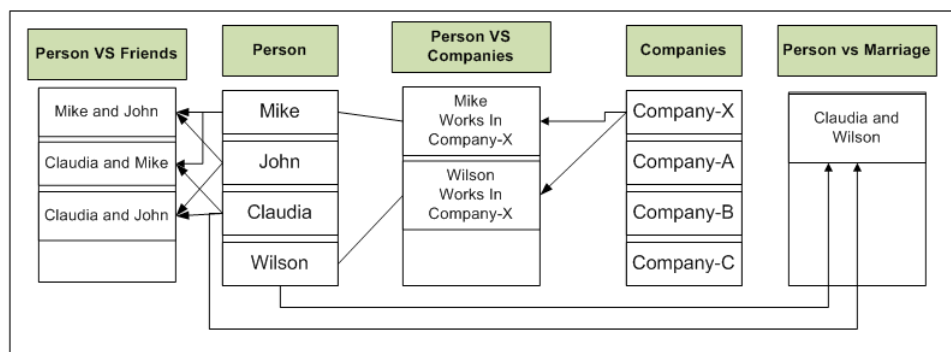 Person VS Friends
Person
Person VS
Companies
Companies
Person vs Marriage
Mike and John
Claudia and Mike
Claudia and John
Mike
John
Claudia
Wilson
Mike
Works In
Company-X
Wilson
Works In
Company-X
Company-X
Company-A
Company-B
Company-C
Claudia and
Wilson